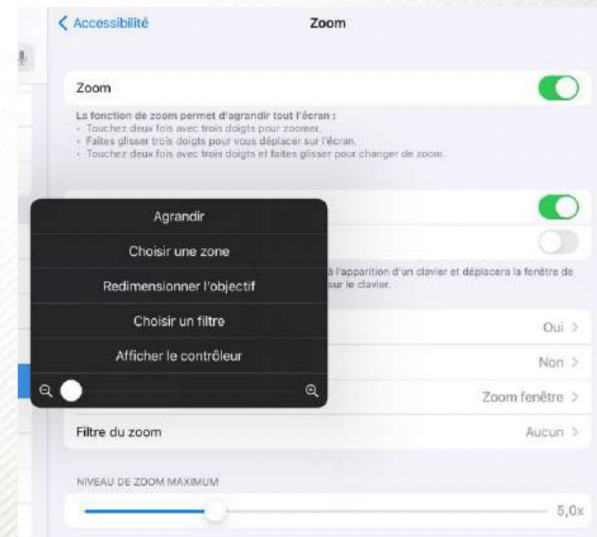 Accessibilité
Zoom
Zoom
La fonction de zoom permet d'agrandir tout l'écran :
• Touchez deux fois avec trois doigts pour zoomer.
• Faites glisser trois doigts pour vous déplacer sur l'écran.
• Touchez deux fois avec trois doigts et faites glisser pour changer de zoom.
Agrandir
Choisir une zone
Redimensionner l'objectif
Choisir un filtre
Afficher le contrôleur
à l'apparition d'un clavier et déplacera la fenêtre de
sur le clavier.
Oui
Non
Zoom fenêtre
Filtre du zoom Aucun
NIVEAU DE ZOOM MAXIMUM
5,0x